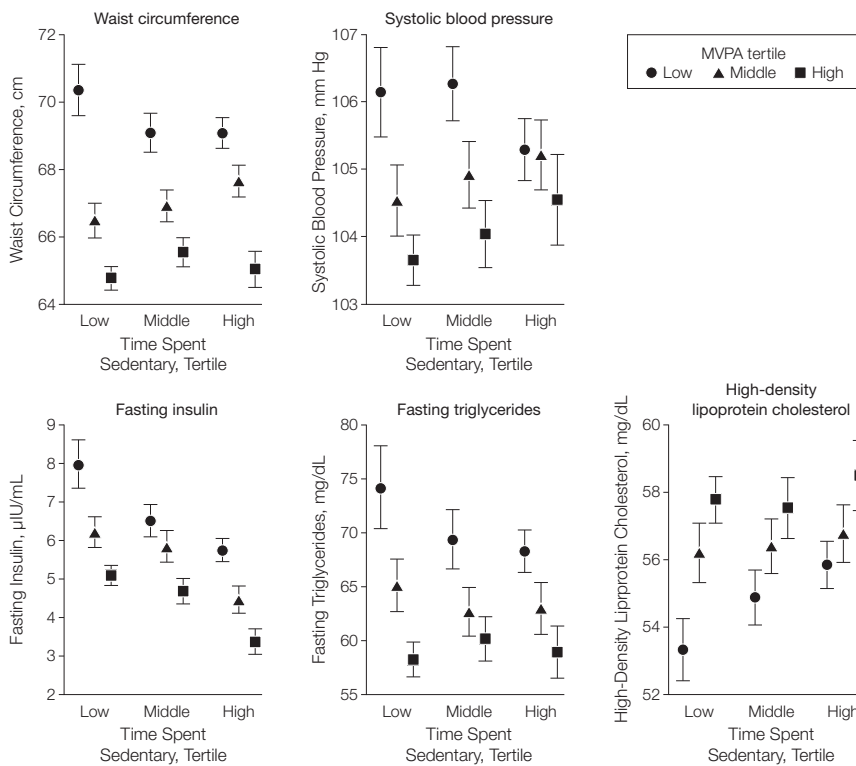 Waist circumference
72
70
68
66
64
Waist Circumference, cm
Low Middle High
Time Spent
Sedentary, Tertile
Systolic blood pressure
107
106
105
104
103
Systolic Blood Pressure, mm Hg
Low Middle High
Time Spent
Sedentary, Tertile
MVPA tertile
Low Middle High
Fasting insulin
9
8
7
6
5
4
3
2
Fasting Insulin, µIU/mL
Low Middle High
Time Spent
Sedentary, Tertile
Fasting triglycerides
80
75
70
65
60
55
Fasting Triglycerides, mg/dL
Low Middle High
Time Spent
Sedentary, Tertile
High-density
lipoprotein cholesterol
60
58
56
54
52
High-Density Liprprotein Cholesterol, mg/dL
Low Middle High
Time Spent
Sedentary, Tertile